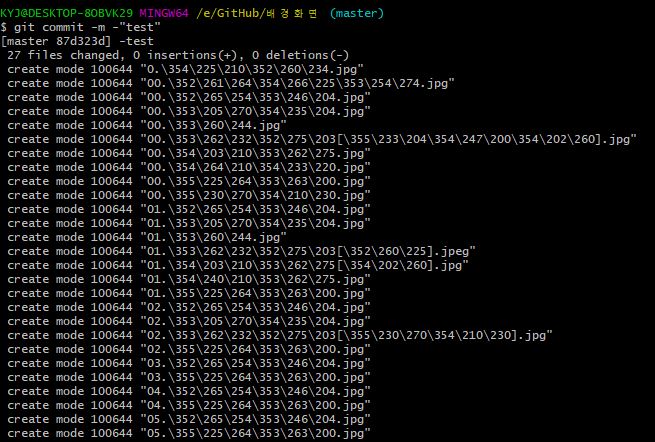 KYJ@DESKTOP-8OBVK29 MINGW64 /e/GitHub/배경화면 (master)
$ git commit -m -"test"
[master 87d323d] -test
 27 files changed, 0 insertions(+), 0 deletions(-)
 create mode 100644 "0.\354\225\210\352\260\234.jpg"
 create mode 100644 "00.\352\261\264\354\266\225\353\254\274.jpg"
 create mode 100644 "00.\352\265\254\353\246\204.jpg"
 create mode 100644 "00.\353\205\270\354\235\204.jpg"
 create mode 100644 "00.\353\260\244.jpg"
 create mode 100644 "00.\353\262\232\352\275\203[\355\233\204\354\247\200\354\202\260].jpg"
 create mode 100644 "00.\354\203\210\353\262\275.jpg"
 create mode 100644 "00.\354\264\210\354\233\220.jpg"
 create mode 100644 "00.\355\225\264\353\263\200.jpg"
 create mode 100644 "00.\355\230\270\354\210\230.jpg"
 create mode 100644 "01.\352\265\254\353\246\204.jpg"
 create mode 100644 "01.\353\205\270\354\235\204.jpg"
 create mode 100644 "01.\353\260\244.jpg"
 create mode 100644 "01.\353\262\232\352\275\203[\352\260\225].jpeg"
 create mode 100644 "01.\354\203\210\353\262\275[\354\202\260].jpg"
 create mode 100644 "01.\354\240\210\353\262\275.jpg"
 create mode 100644 "01.\355\225\264\353\263\200.jpg"
 create mode 100644 "02.\352\265\254\353\246\204.jpg"
 create mode 100644 "02.\353\205\270\354\235\204.jpg"
 create mode 100644 "02.\353\262\232\352\275\203[\355\230\270\354\210\230].jpg"
 create mode 100644 "02.\355\225\264\353\263\200.jpg"
 create mode 100644 "03.\352\265\254\353\246\204.jpg"
 create mode 100644 "03.\355\225\264\353\263\200.jpg"
 create mode 100644 "04.\352\265\254\353\246\204.jpg"
 create mode 100644 "04.\355\225\264\353\263\200.jpg"
 create mode 100644 "05.\352\265\254\353\246\204.jpg"
 create mode 100644 "05.\355\225\264\353\263\200.jpg"